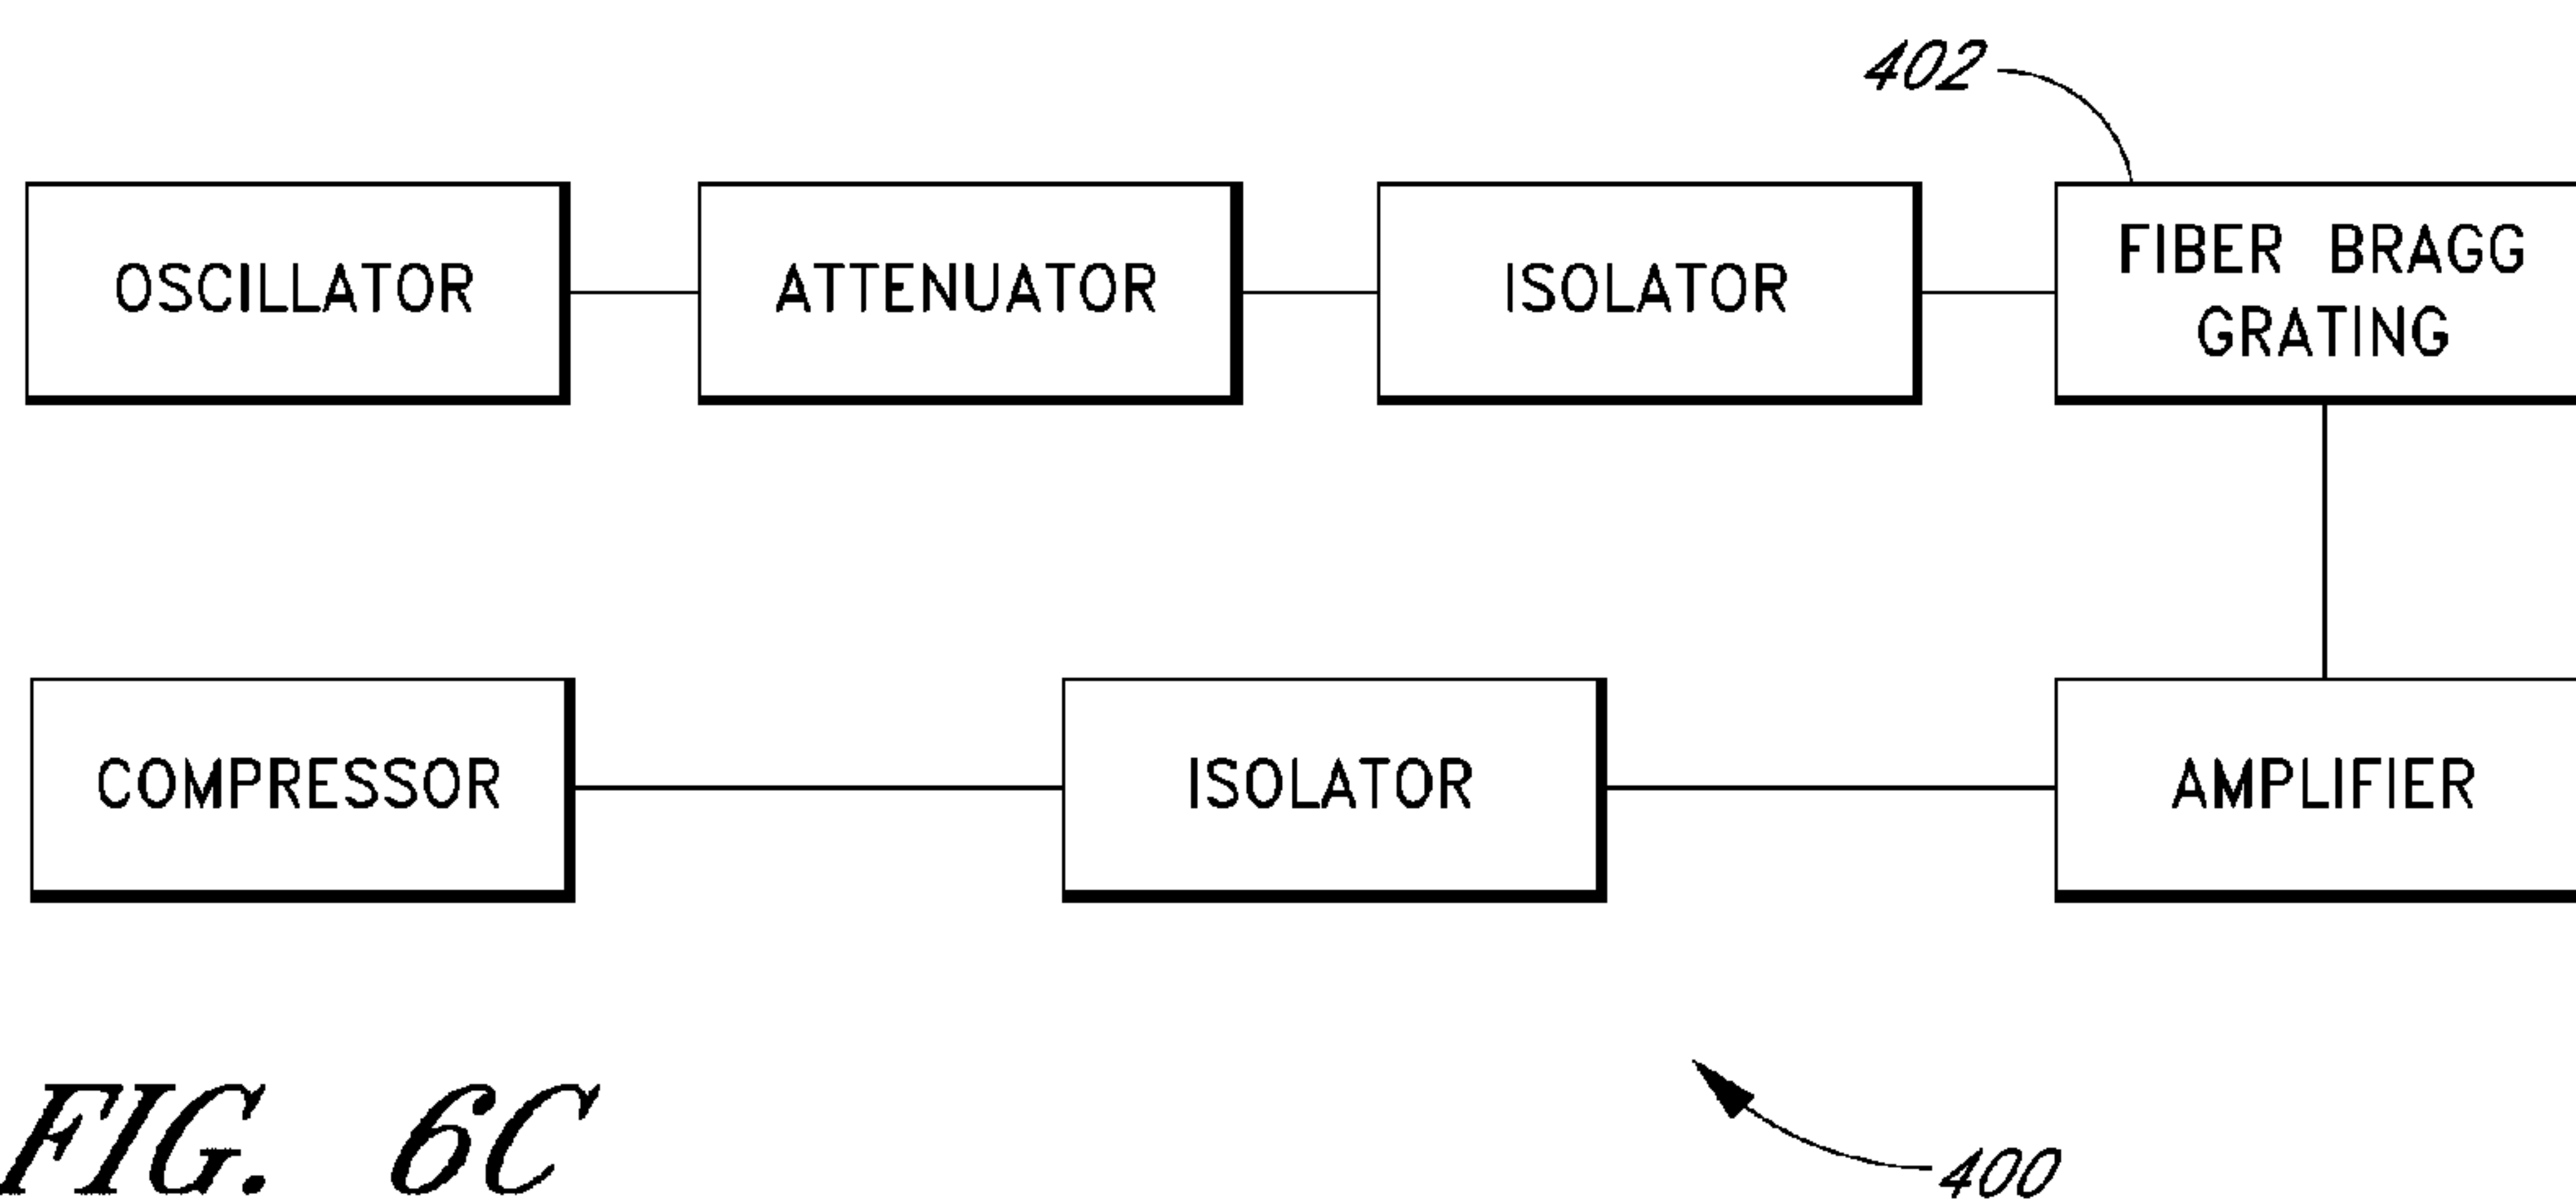 402
OSCILLATOR
ATTENUATOR
ISOLATOR
FIBER BRAGG
GRATING
COMPRESSOR
ISOLATOR
AMPLIFIER
FIG. 6C
400